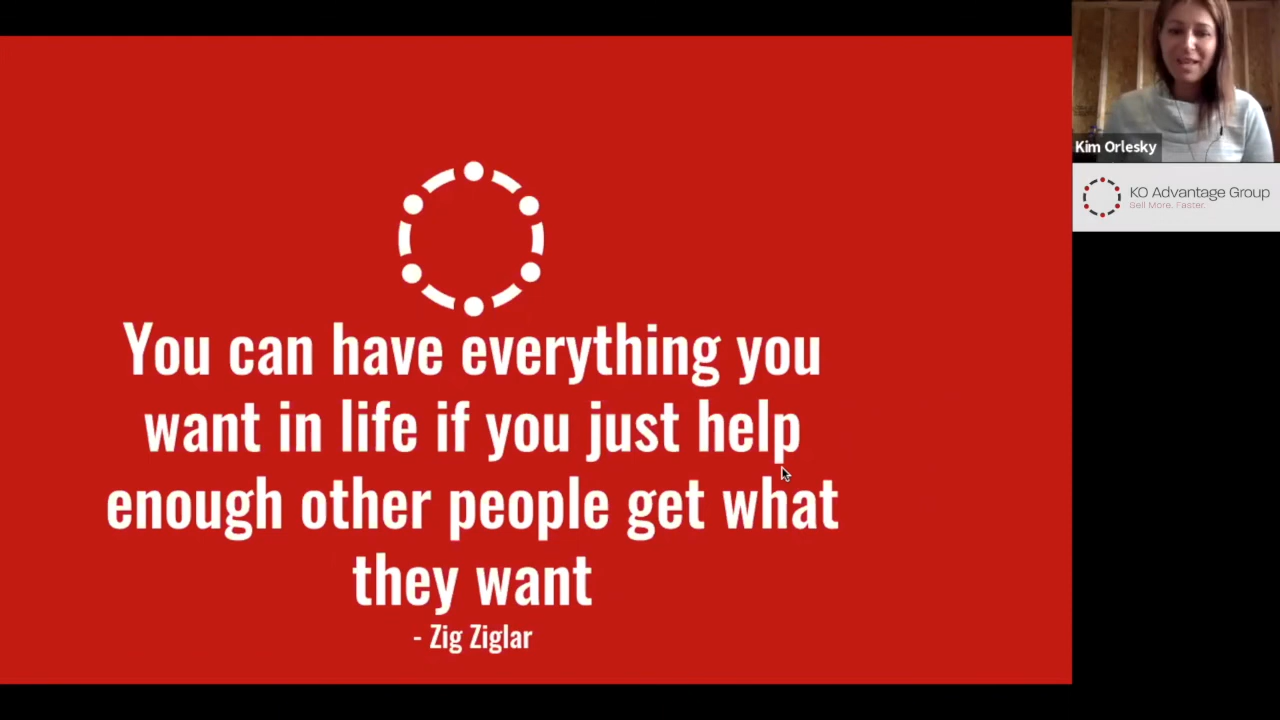 You can have everything you
want in life if you just help
enough other people get what
they want
- Zig Ziglar
Kim Orlesky
KO Advantage Group
Sell More. Faster.